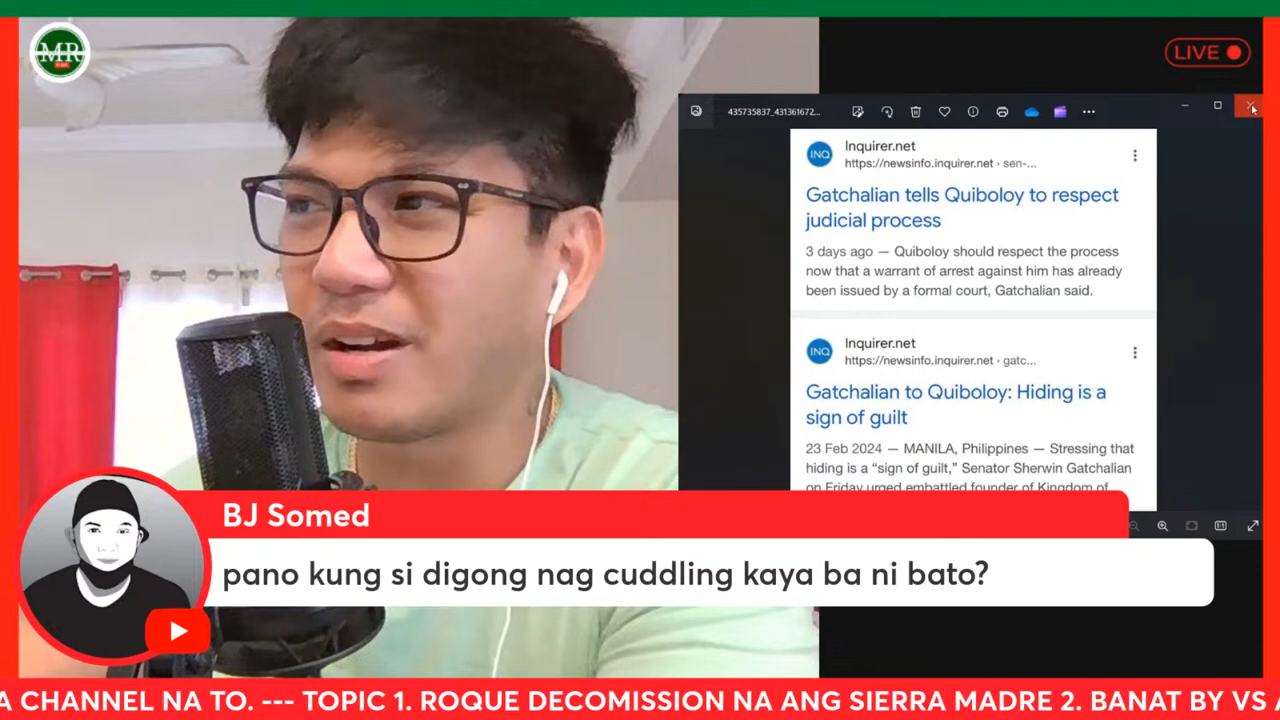 MR
LIVE
435735837_431361672...
INQ
Inquirer.net
https://newsinfo.inquirer.net › sen-...
Gatchalian tells Quiboloy to respect
judicial process
3 days ago — Quiboloy should respect the process
now that a warrant of arrest against him has already
been issued by a formal court, Gatchalian said.
INQ
Inquirer.net
https://newsinfo.inquirer.net › gatc...
Gatchalian to Quiboloy: Hiding is a
sign of guilt
23 Feb 2024 — MANILA, Philippines — Stressing that
hiding is a “sign of guilt,” Senator Sherwin Gatchalian
on Friday urged embattled founder of Kingdom of
BJ Somed
pano kung si digong nag cuddling kaya ba ni bato?
A CHANNEL NA TO. --- TOPIC 1. ROQUE DECOMISSION NA ANG SIERRA MADRE 2. BANAT BY VS